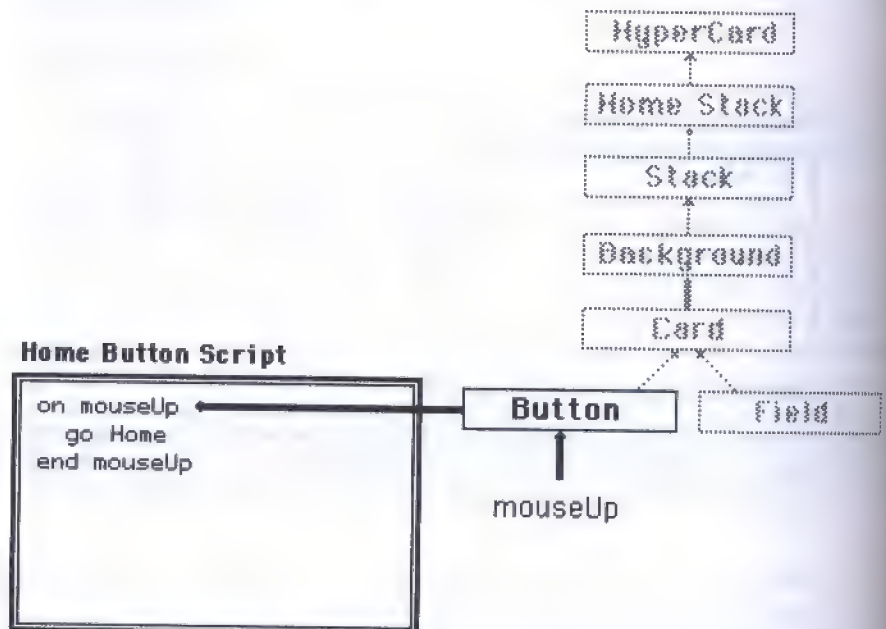 HyperCard
Home Stack
Stack
Background
Card
Home Button Script
on mouseUp
go Home
end mouseUp
Button
Field
mouseUp